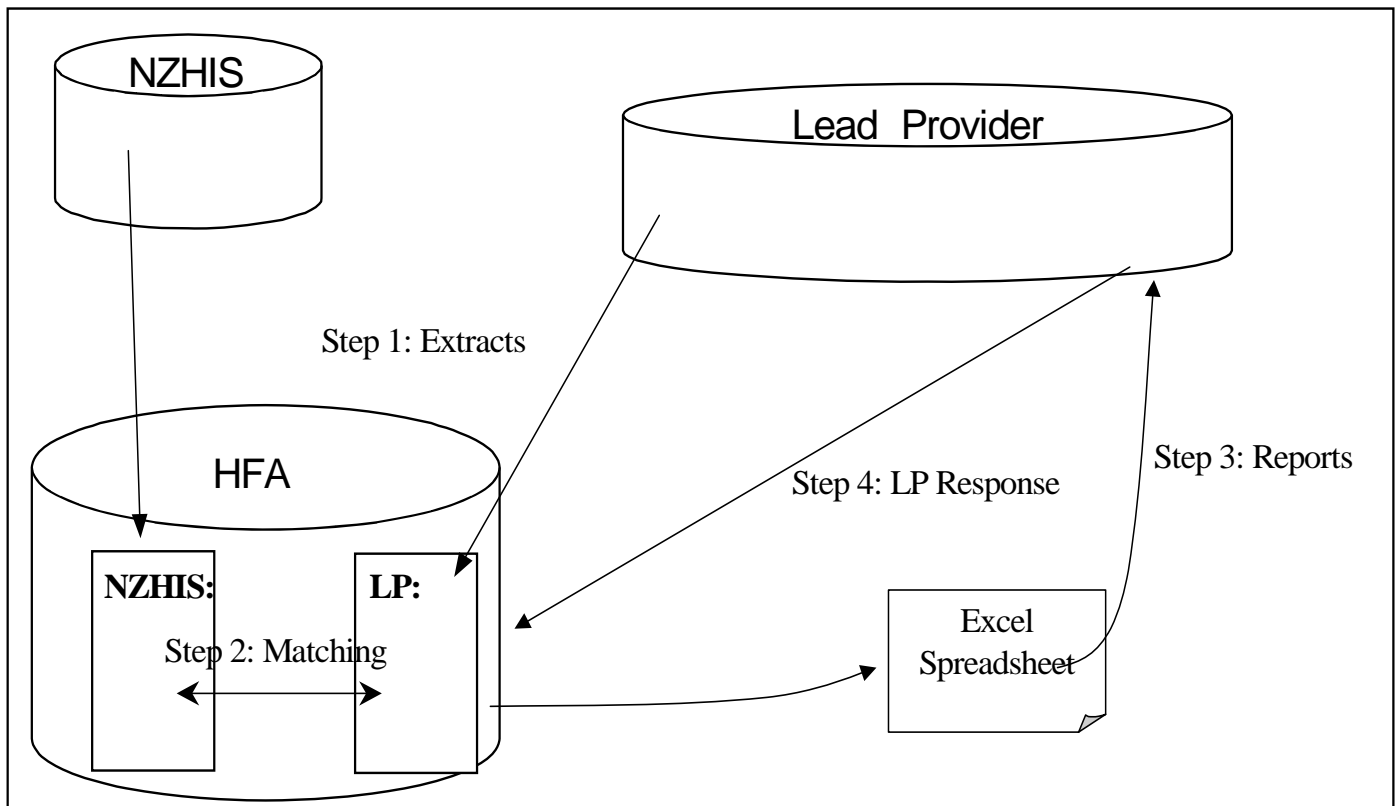 NZHIS
Lead Provider
Step 1: Extracts
HFA
Step 3: Reports
Step 4: LP Response
NZHIS:
LP:
Step 2: Matching
Excel
Spreadsheet